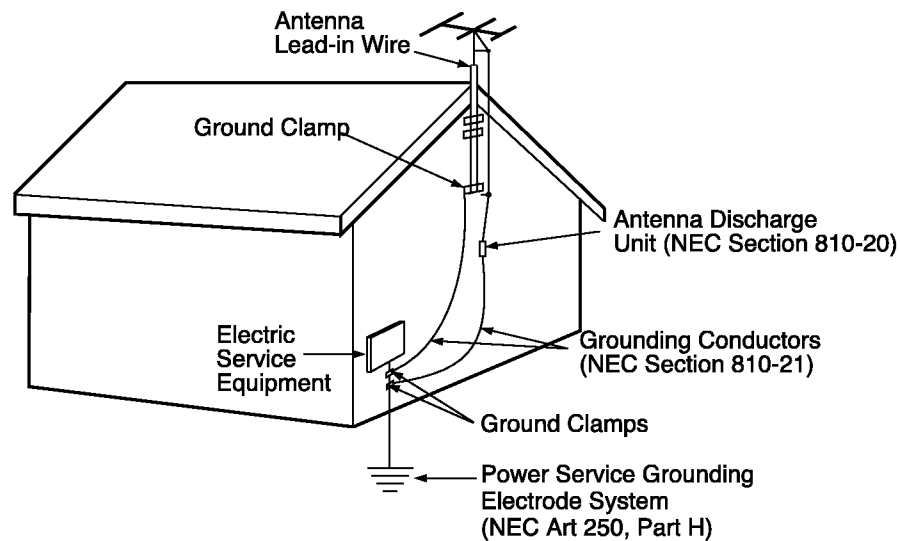 Antenna
Lead-in Wire
Ground Clamp
Antenna Discharge
Unit (NEC Section 810-20)
Electric
Service
Equipment
Grounding Conductors
(NEC Section 810-21)
Ground Clamps
Power Service Grounding
Electrode System
(NEC Art 250, Part H)